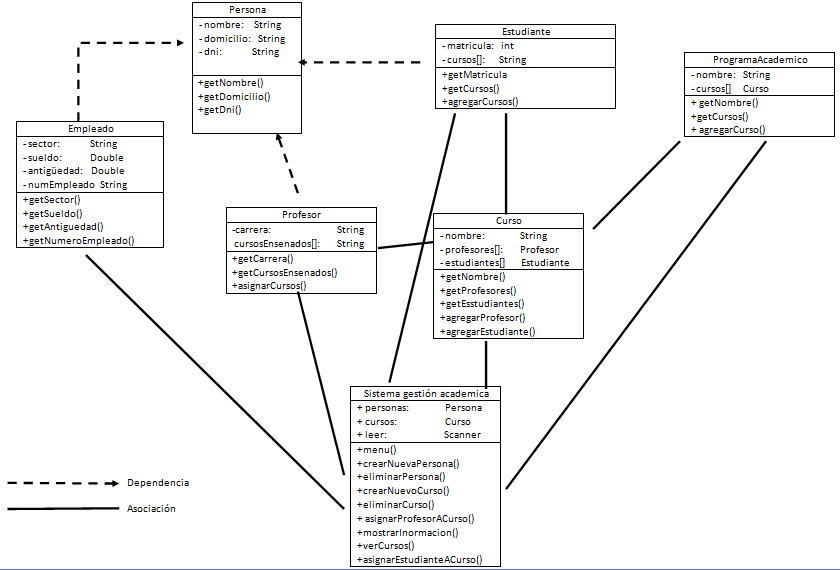 Persona
-nombre: String
-domicilio: String
-dni: String
+getNombre()
+getDomicilio()
+getDni()
Estudiante
-matricula: int
-cursos[]: String
+getMatricula
+getCursos()
+agregarCursos()
ProgramaAcademico
-nombre: String
-cursos[] Curso
+ getNombre()
+getCursos()
+ agregarCurso()
Empleado
-sector: String
-sueldo: Double
-antigüedad: Double
-numEmpleado String
+getSector()
+getSueldo()
+getAntiguedad()
+getNumeroEmpleado()
Profesor
-carrera: String
cursosEnsenados[]: String
+getCarrera()
+getCursosEnsenados()
+asignarCursos()
Curso
-nombre: String
-profesores[]: Profesor
-estudiantes[] Estudiante
+getNombre()
+getProfesores()
+getEsstudiantes()
+agregarProfesor()
+agregarEstudiante()
Sistema gestión academica
+ personas: Persona
+ cursos: Curso
+ leer: Scanner
+menu()
+crearNuevaPersona()
+eliminarPersona()
+crearNuevoCurso()
+eliminarCurso()
+ asignarProfesorACurso()
+mostrarInormacion()
+verCursos()
+asignarEstudianteACurso()
Dependencia
Asociación